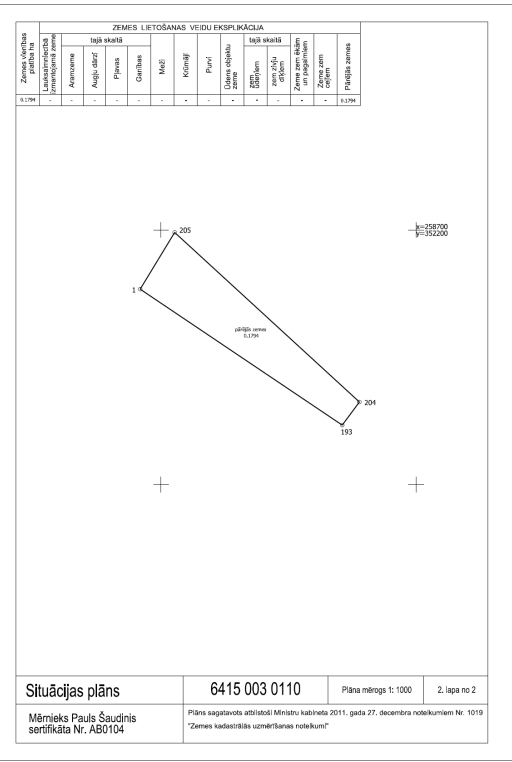 ZEMES LIETOŠANAS VEIDU EKSPLIKĀCIJA
Zemes vienības platība ha
Lauksaimniecībā izmantojamā zeme
tajā skaitā
Aramzeme
Augļu dārzi
Pļavas
Ganības
Meži
Krūmāji
Purvi
Ūdens objektu zeme
tajā skaitā
zem ūdeņiem
zem zivju dīķiem
Zeme zem ēkām un pagalmiem
Zeme zem ceļiem
Pārējās zemes
0.1794 - - - - - - - - - - - - - 0.1794
x=258700
y=352200
205
1
pārējās zemes
0.1794
204
193
Situācijas plāns
6415 003 0110
Plāna mērogs 1: 1000
2. lapa no 2
Mērnieks Pauls Šaudinis
sertifikāta Nr. AB0104
Plāns sagatavots atbilstoši Ministru kabineta 2011. gada 27. decembra noteikumiem Nr. 1019
"Zemes kadastrālās uzmērīšanas noteikumi"